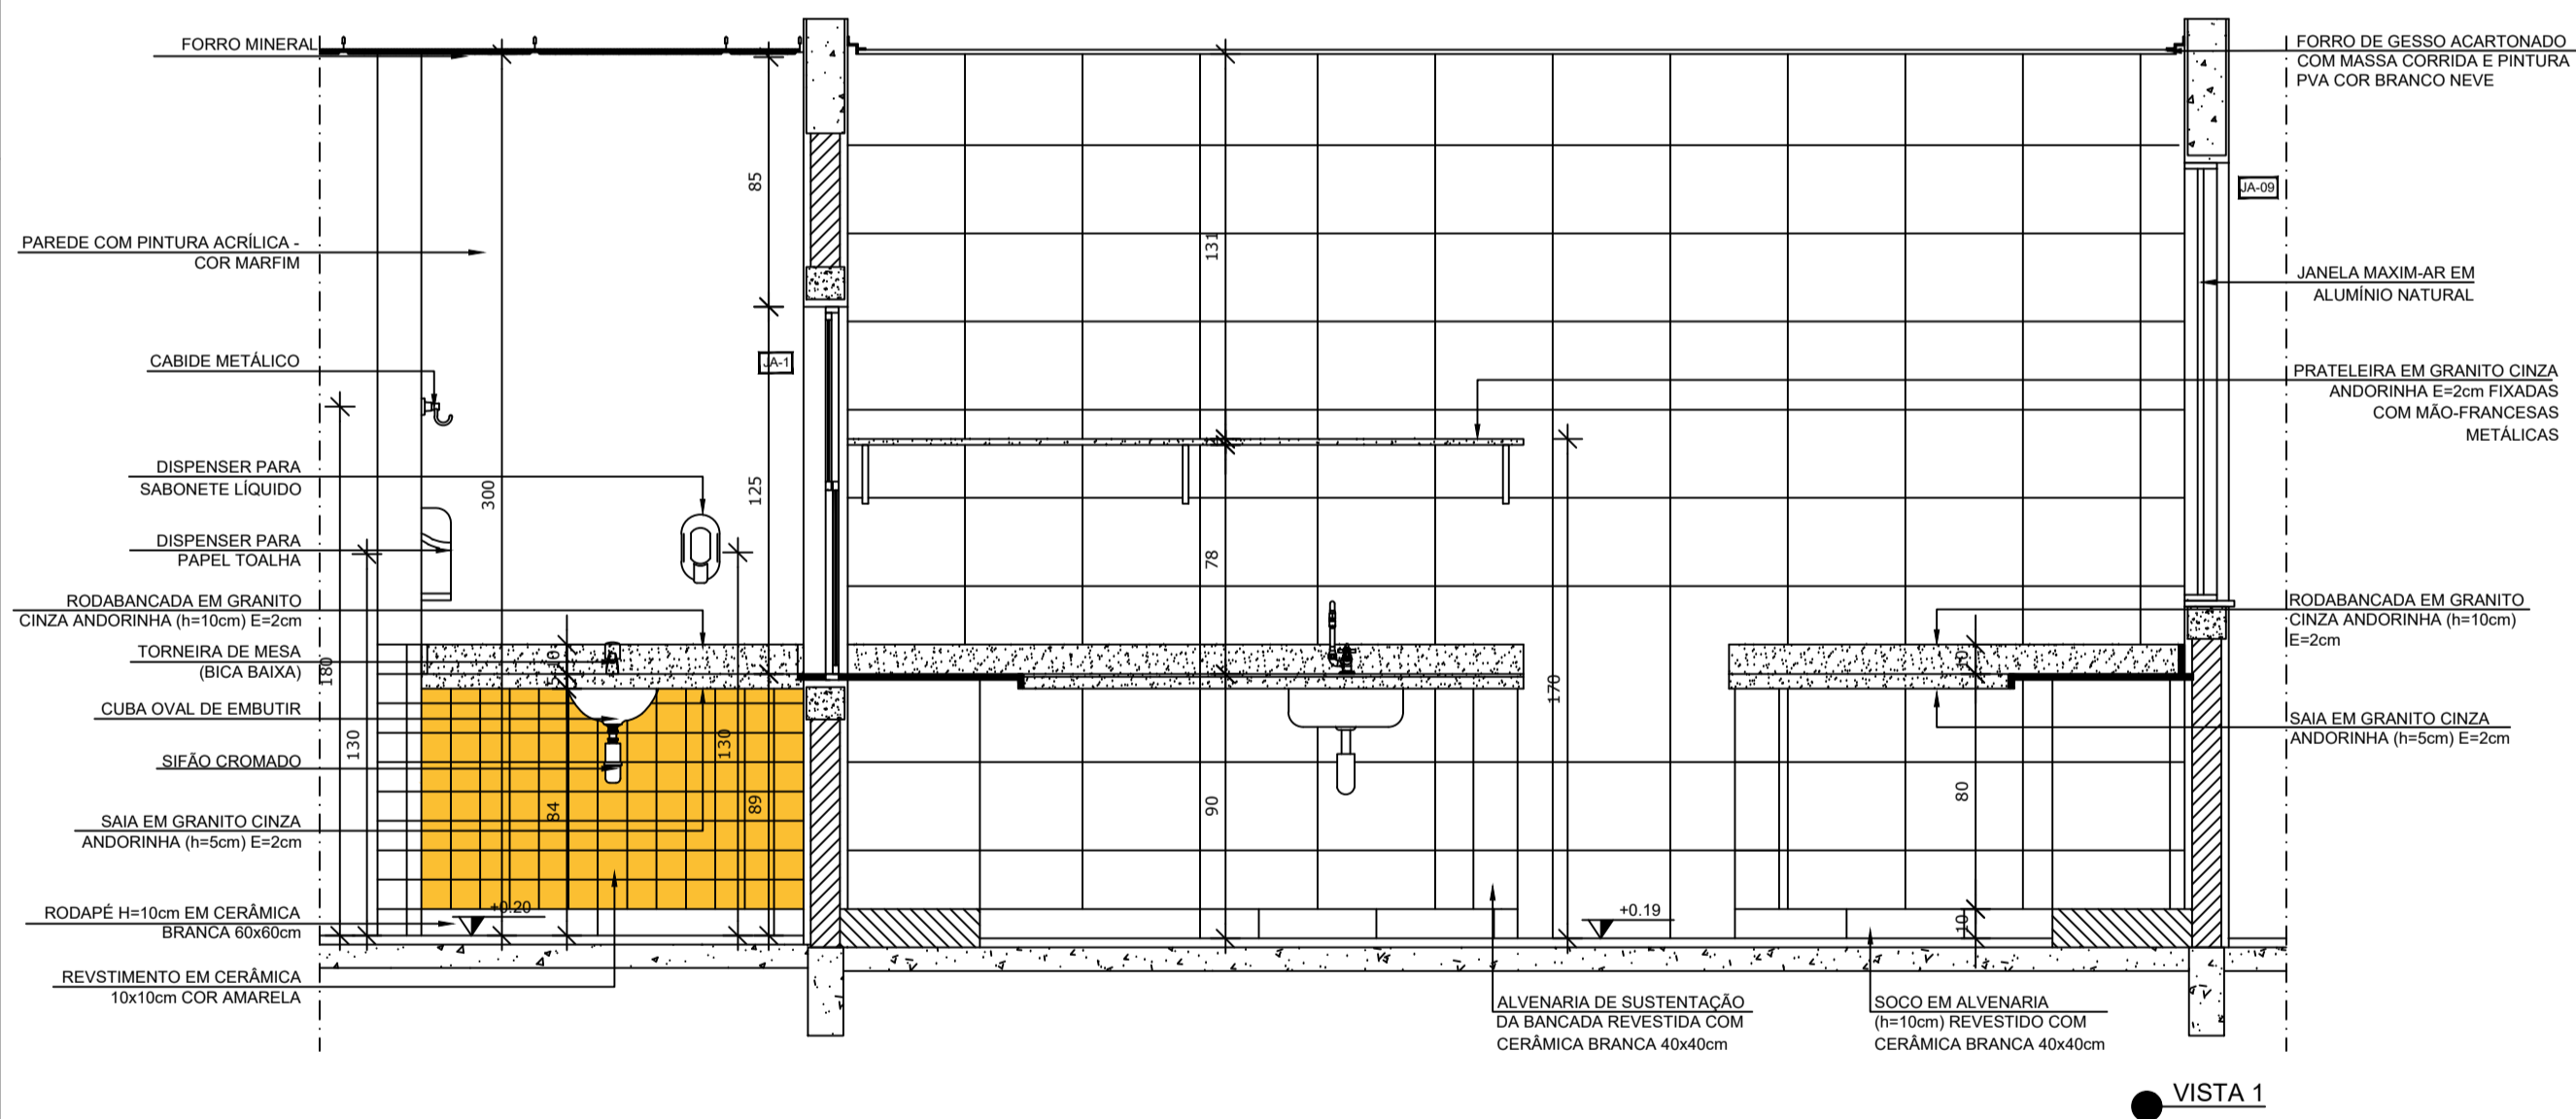 FORRO MINERAL
PAREDE COM PINTURA ACRÍLICA -
COR MARFIM
CABIDE METÁLICO
DISPENSER PARA
SABONETE LÍQUIDO
DISPENSER PARA
PAPEL TOALHA
RODABANCADA EM GRANITO
CINZA ANDORINHA (h=10cm) E=2cm
TORNEIRA DE MESA
(BICA BAIXA)
CUBA OVAL DE EMBUTIR
SIFÃO CROMADO
SAIA EM GRANITO CINZA
ANDORINHA (h=5cm) E=2cm
RODAPÉ H=10cm EM CERÂMICA
BRANCA 60x60cm
REVSTIMENTO EM CERÂMICA
10x10cm COR AMARELA
180
130
300
10
84
130
85
125
89
+0.20
JA-1
131
78
90
170
+0.19
10
80
10
JA-09
FORRO DE GESSO ACARTONADO
COM MASSA CORRIDA E PINTURA
PVA COR BRANCO NEVE
JANELA MAXIM-AR EM
ALUMÍNIO NATURAL
PRATELEIRA EM GRANITO CINZA
ANDORINHA E=2cm FIXADAS
COM MÃO-FRANCESAS
METÁLICAS
RODABANCADA EM GRANITO
CINZA ANDORINHA (h=10cm)
E=2cm
SAIA EM GRANITO CINZA
ANDORINHA (h=5cm) E=2cm
ALVENARIA DE SUSTENTAÇÃO
DA BANCADA REVESTIDA COM
CERÂMICA BRANCA 40x40cm
SOCO EM ALVENARIA
(h=10cm) REVESTIDO COM
CERÂMICA BRANCA 40x40cm
VISTA 1